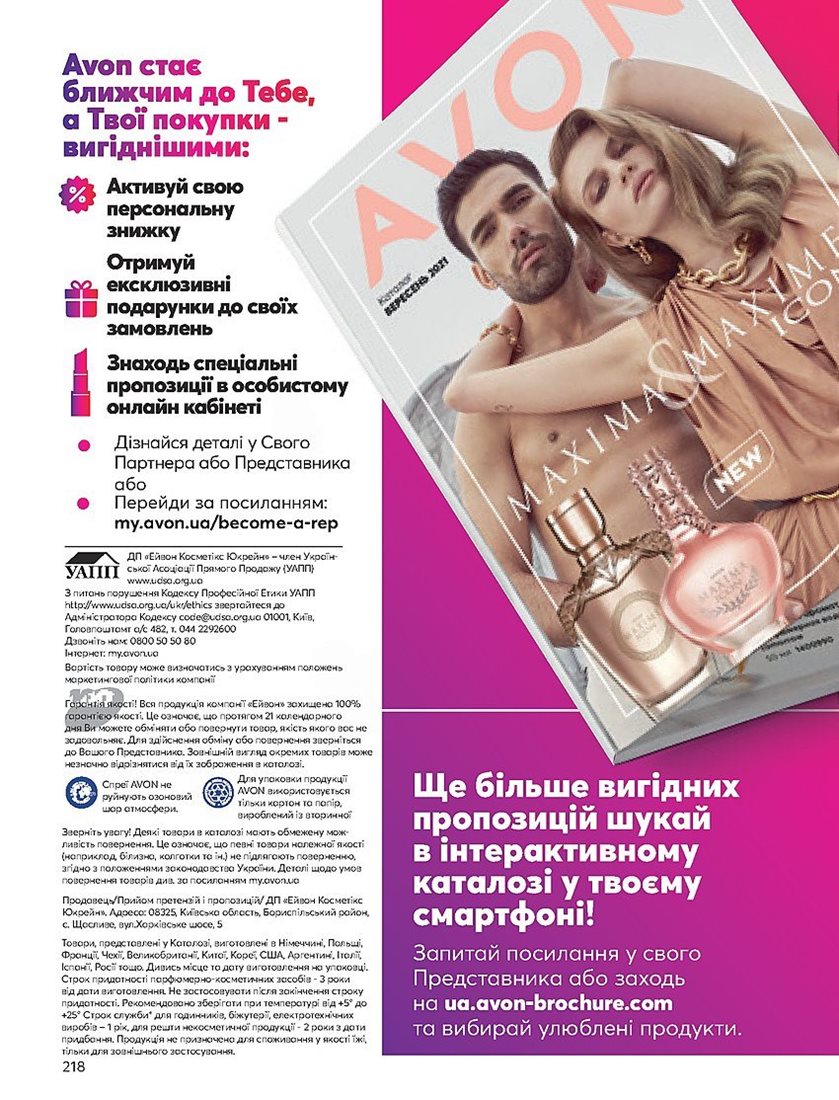 Avon стає
ближчим до Тебе,
а Твої покупки -
вигіднішими:
%
Активуй свою
персональну
знижку
Отримуй
ексклюзивні
подарунки до своїх
замовлень
Знаходь спеціальні
пропозиції в особистому
онлайн кабінеті
Дізнайся деталі у Свого
Партнера або Представника
або
Перейди за посиланням:
my.avon.ua/become-a-rep
УАПП
ДП «Ейвон Косметікс Юкрейн» – член Україн-
ської Асоціації Прямого Продажу (УАПП)
www.udsa.org.ua
З питань порушення Кодексу Професійної Етики УАПП
http://www.udsa.org.ua/ukr/ethics звертайтеся до
Адміністратора Кодексу code@udsa.org.ua 01001, Київ,
Головпоштамт а/с 482, т. 044 2292600
Дзвоніть нам: 0800 50 50 80
Інтернет: my.avon.ua
Вартість товару може визначатись з урахуванням положень
маркетингової політики компанії
Гарантія якості! Вся продукція компанії «Ейвон» захищена 100%
гарантією якості. Це означає, що протягом 21 календарного
дня Ви можете обміняти або повернути товар, якість якого вас не
задовольняє. Для здійснення обміну або повернення зверніться
до Вашого Представника. Зовнішній вигляд окремих товарів може
незначно відрізнятися від їх зображення в каталозі.
Спреї AVON не
руйнують озоновий
шар атмосфери.
Для упаковки продукції
AVON використовується
тільки картон та папір,
вироблений із вторинної
Зверніть увагу! Деякі товари в каталозі мають обмежену мож-
ливість повернення. Це означає, що певні товари належної якості
(наприклад, білизна, колготки та ін.) не підлягають поверненню,
згідно з положеннями законодавства України. Деталі щодо умов
повернення товарів див. за посиланням my.avon.ua
Продовець/Прийом претензій і пропозицій/ ДП «Ейвон Косметікс
Юкрейн». Адреса: 08325, Київська область, Бориспільський район,
с. Щасливе, вул.Харківське шосе, 5
Товари, представлені у Каталозі, виготовлені в Німеччині, Польщі,
Франції, Чехії, Великобританії, Китаї, Кореї, США, Аргентині, Італії,
Іспанії, Росії тощо. Дивись місце та дату виготовлення на упаковці.
Строк придатності парфюмерно-косметичних засобів - 3 роки
від дати виготовлення. Не застосовувати після закінчення строку
придатності. Рекомендовано зберігати при температурі від +5° до
+25° Строк служби* для годинників, біжутерії, електротехнічних
виробів – 1 рік, для решти некосметичної продукції - 2 роки з дати
придбання. Продукція не призначена для споживання у якості їжі,
тільки для зовнішнього застосування.
218
AVON
Каталог
ВЕРЕСЕНЬ 2021
MAXIMA & MAXIME
ICON
NEW
50 мл 1400990
Ще більше вигідних
пропозицій шукай
в інтерактивному
каталозі у твоєму
смартфоні!
Запитай посилання у свого
Представника або заходь
на ua.avon-brochure.com
та вибирай улюблені продукти.